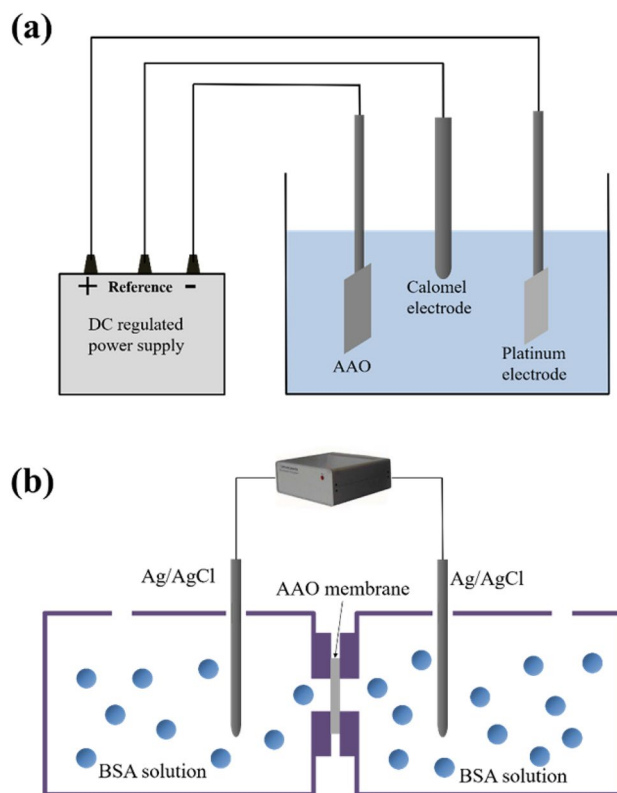 (a)
+ Reference -
DC regulated
power supply
AAO
Calomel
electrode
Platinum
electrode
(b)
Ag/AgCl
AAO membrane
Ag/AgCl
BSA solution
BSA solution